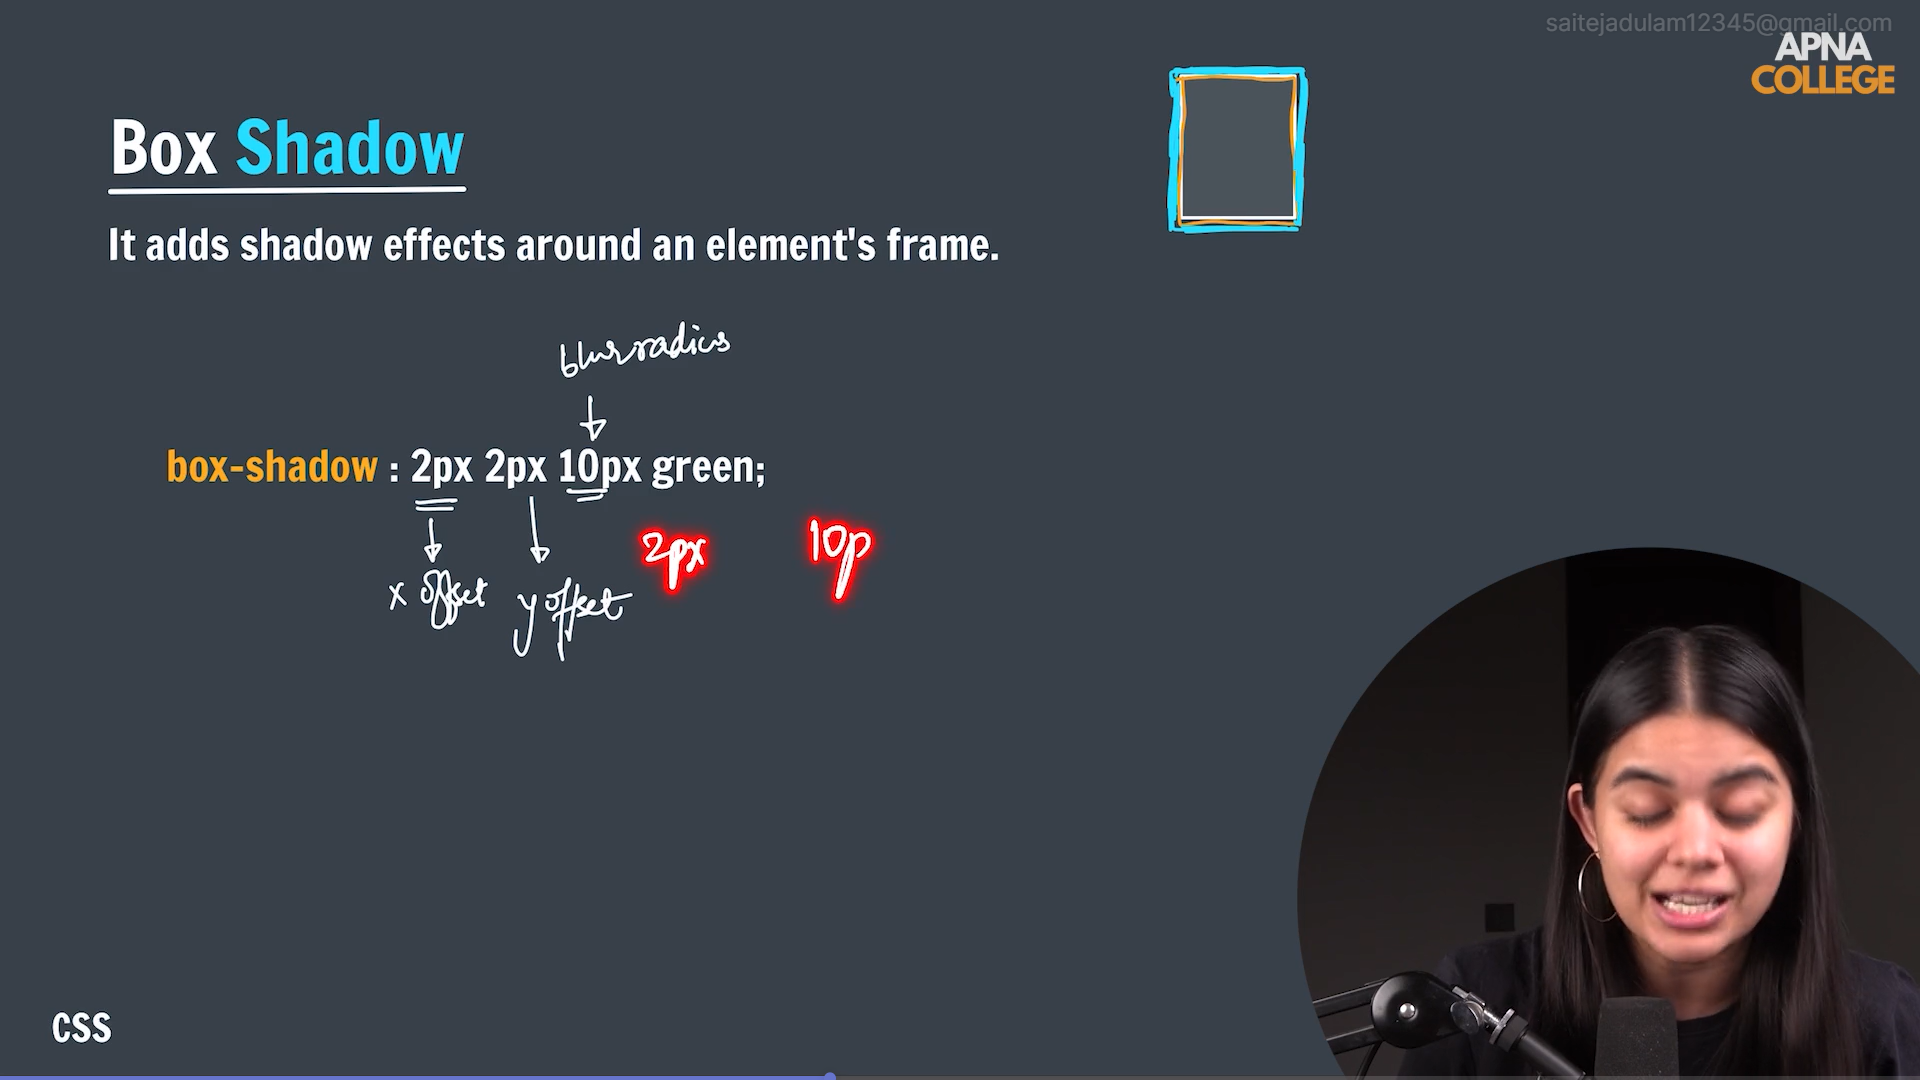 saitejadulam12345@gmail.com
APNA
COLLEGE
Box Shadow
It adds shadow effects around an element's frame.
blur radius
box-shadow : 2px 2px 10px green;
2px 10p
x offset y offset
CSS